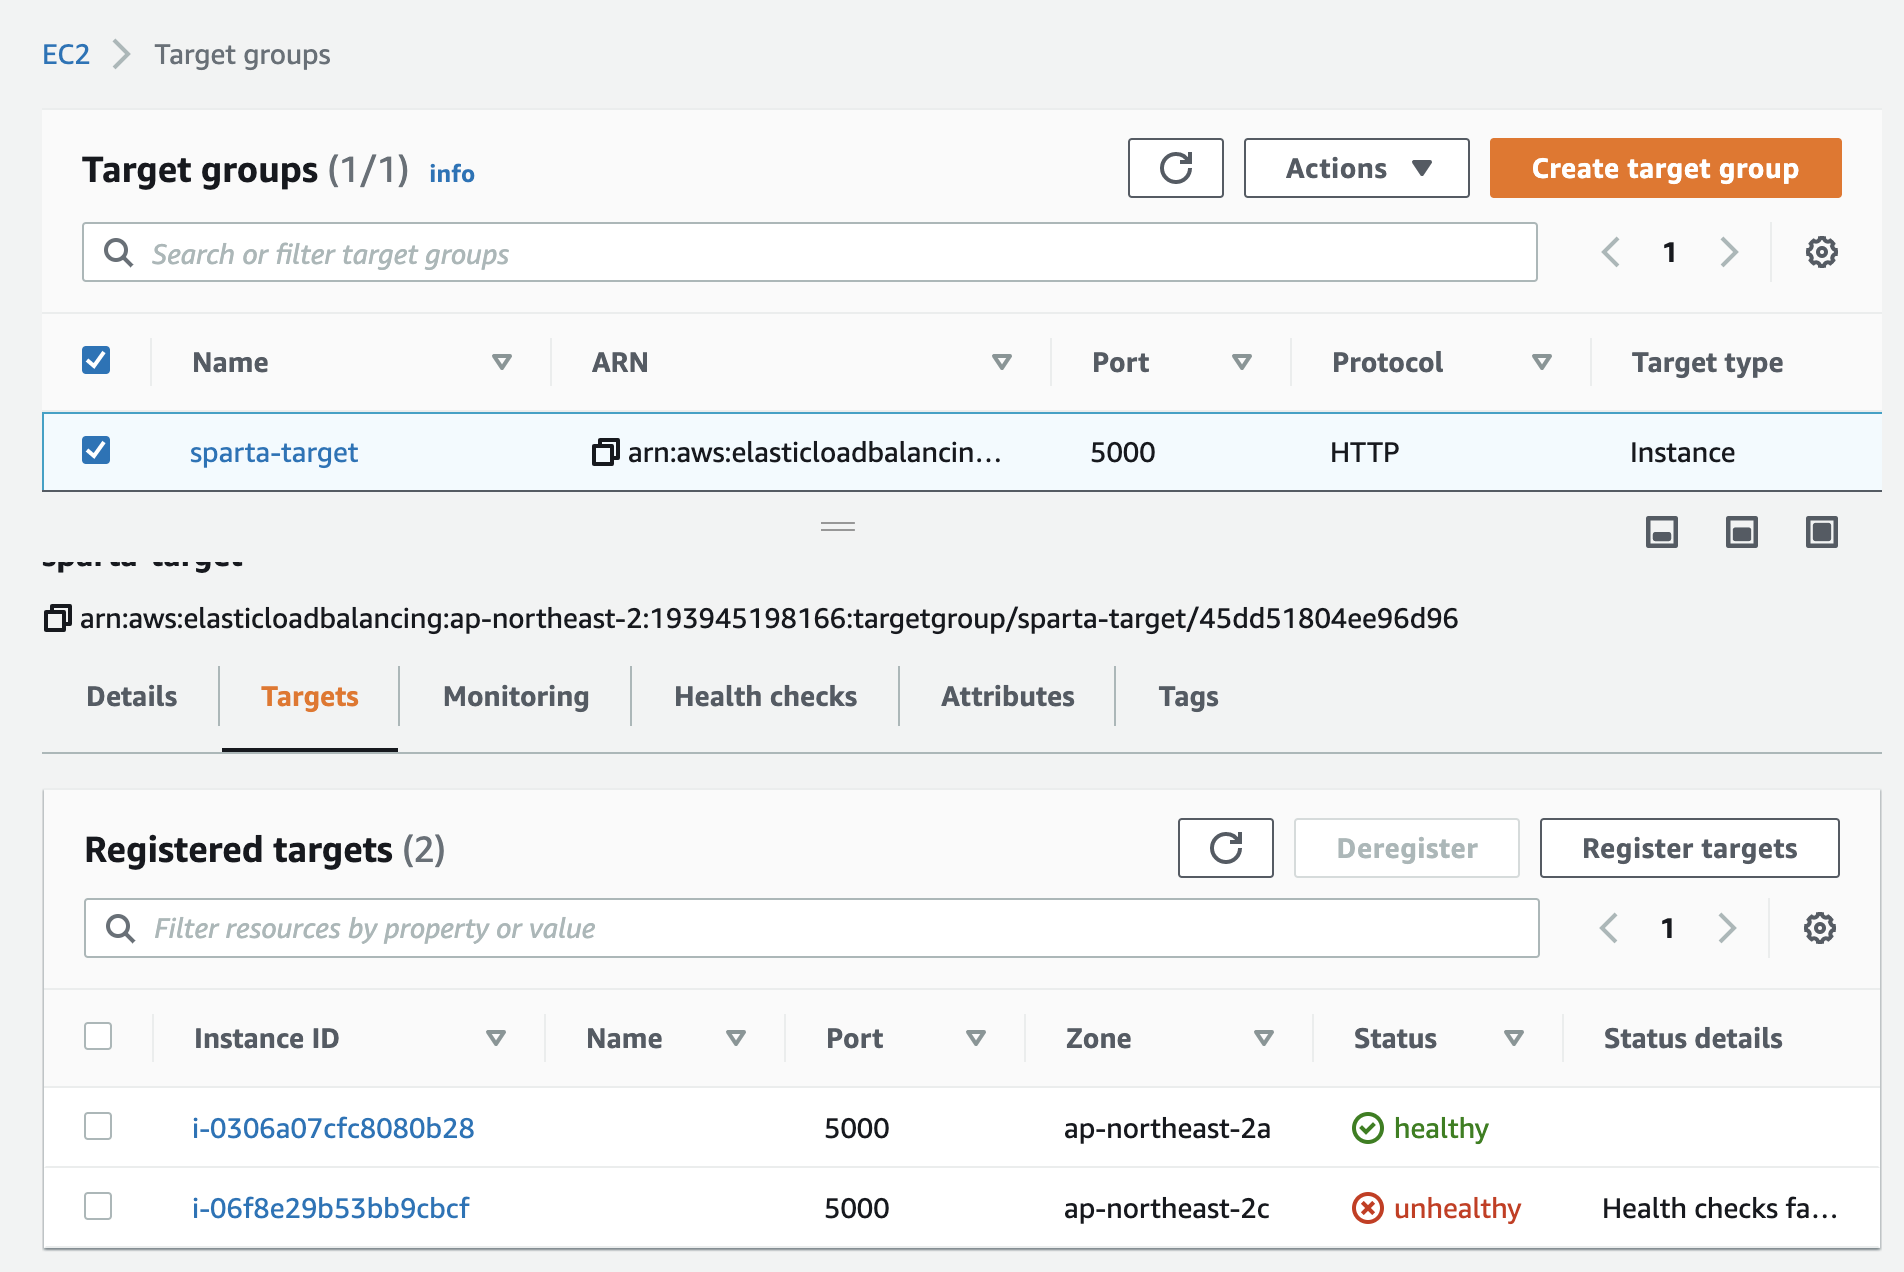 EC2 > Target groups
Target groups (1/1) info
Actions
Create target group
Search or filter target groups
1
Name ARN Port Protocol Target type
sparta-target arn:aws:elasticloadbalancin... 5000 HTTP Instance
sparta-target
arn:aws:elasticloadbalancing:ap-northeast-2:193945198166:targetgroup/sparta-target/45dd51804ee96d96
Details Targets Monitoring Health checks Attributes Tags
Registered targets (2)
Deregister
Register targets
Filter resources by property or value
1
Instance ID Name Port Zone Status Status details
i-0306a07cfc8080b28 5000 ap-northeast-2a healthy
i-06f8e29b53bb9cbcf 5000 ap-northeast-2c unhealthy Health checks fa...